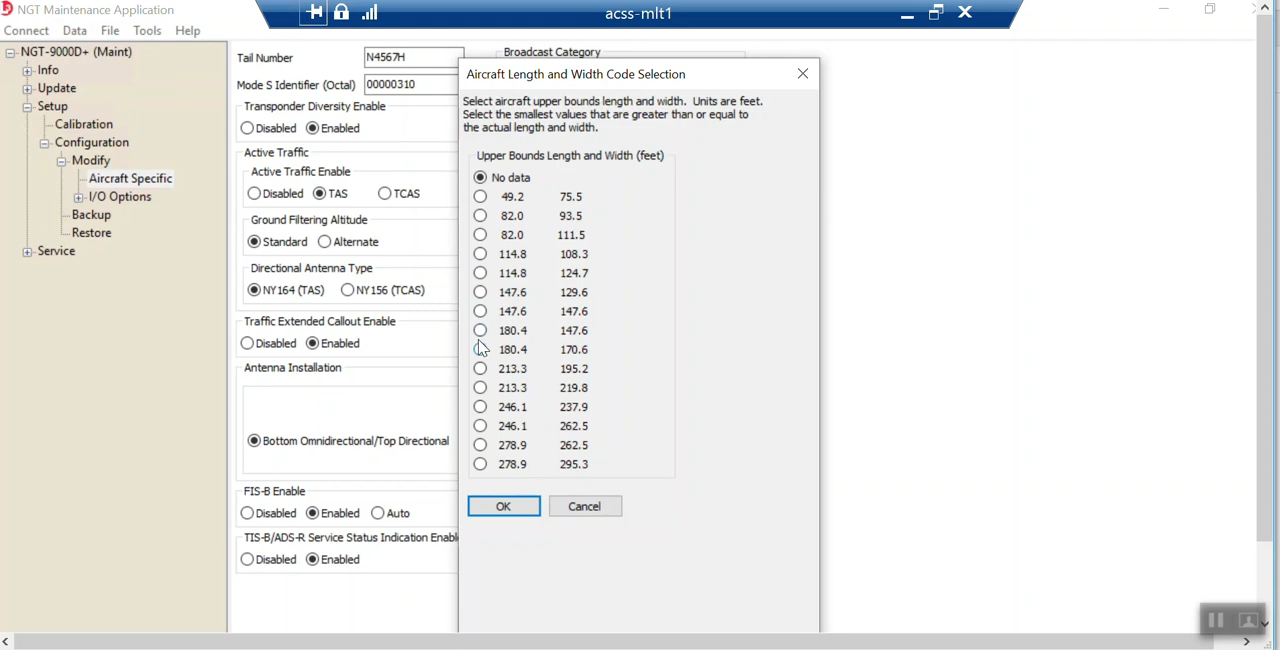 NGT Maintenance Application
acss-mlt1
Connect Data File Tools Help
NGT-9000D+ (Maint)
Info
Update
Setup
Calibration
Configuration
Modify
Aircraft Specific
I/O Options
Backup
Restore
Service
Tail Number N4567H
Mode S Identifier (Octal) 00000310
Transponder Diversity Enable
Disabled Enabled
Active Traffic
Active Traffic Enable
Disabled TAS TCAS
Ground Filtering Altitude
Standard Alternate
Directional Antenna Type
NY164 (TAS) NY156 (TCAS)
Traffic Extended Callout Enable
Disabled Enabled
Antenna Installation
Bottom Omnidirectional/Top Directional
FIS-B Enable
Disabled Enabled Auto
TIS-B/ADS-R Service Status Indication Enabl
Disabled Enabled
Broadcast Category
Aircraft Length and Width Code Selection
Select aircraft upper bounds length and width. Units are feet.
Select the smallest values that are greater than or equal to
the actual length and width.
Upper Bounds Length and Width (feet)
No data
49.2 75.5
82.0 93.5
82.0 111.5
114.8 108.3
114.8 124.7
147.6 129.6
147.6 147.6
180.4 147.6
180.4 170.6
213.3 195.2
213.3 219.8
246.1 237.9
246.1 262.5
278.9 262.5
278.9 295.3
OK Cancel